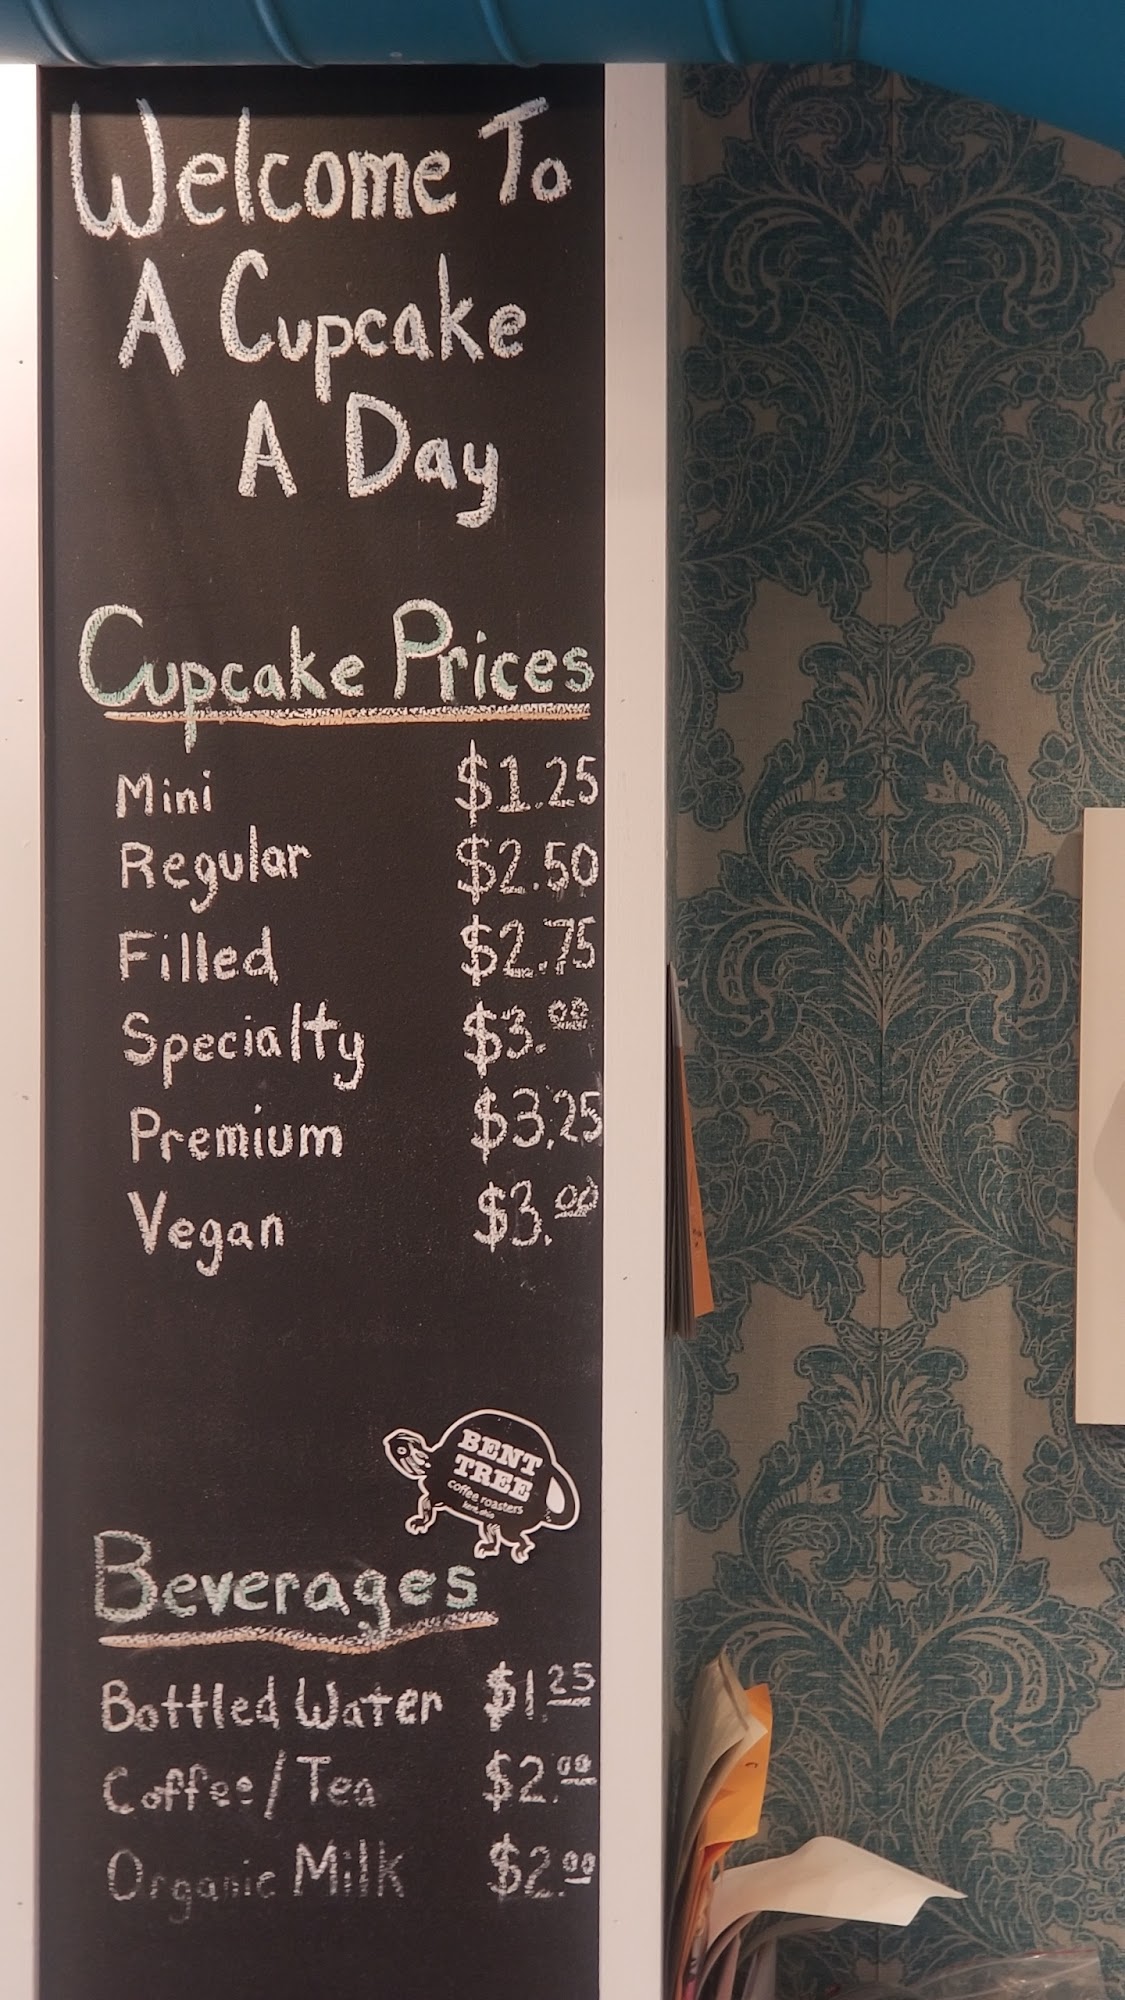 Welcome To
A Cupcake
A Day
Cupcake Prices
Mini $1.25
Regular $2.50
Filled $2.75
Specialty $3.00
Premium $3.25
Vegan $3.00
BENT
TREE
coffee roasters
kent, ohio
Beverages
Bottled Water $1.25
Coffee/Tea $2.00
Organic Milk $2.00